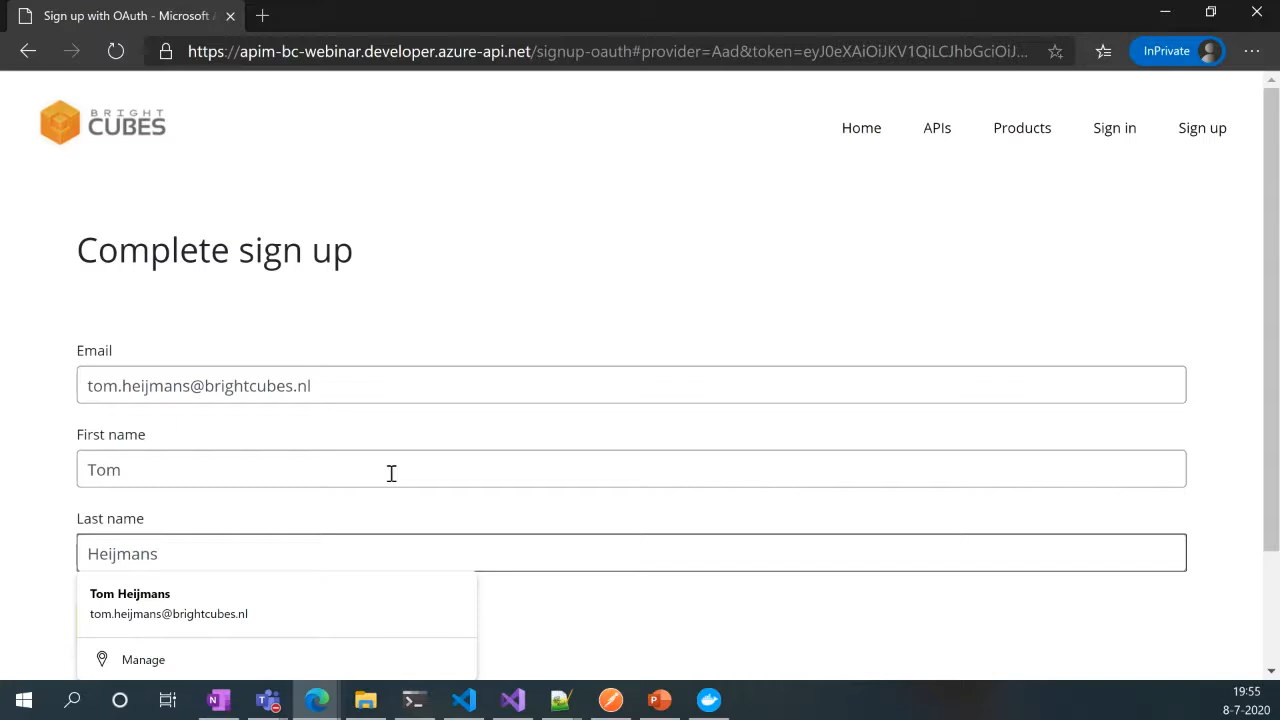 Sign up with OAuth - Microsoft A
https://apim-bc-webinar.developer.azure-api.net/signup-oauth#provider=Aad&token=eyJ0eXAiOiJKV1QiLCJhbGciOiJ...
InPrivate
BRIGHT
CUBES
Home
APIs
Products
Sign in
Sign up
Complete sign up
Email
tom.heijmans@brightcubes.nl
First name
Tom
Last name
Heijmans
Tom Heijmans
tom.heijmans@brightcubes.nl
Manage
19:55
8-7-2020